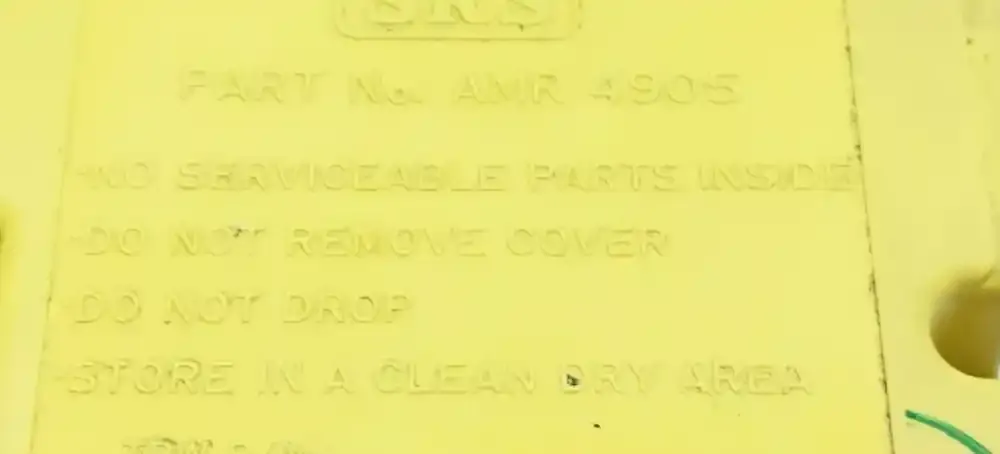 SRS
PART No. AMR 4905
·NO SERVICEABLE PARTS INSIDE
·DO NOT REMOVE COVER
·DO NOT DROP
·STORE IN A CLEAN DRY AREA